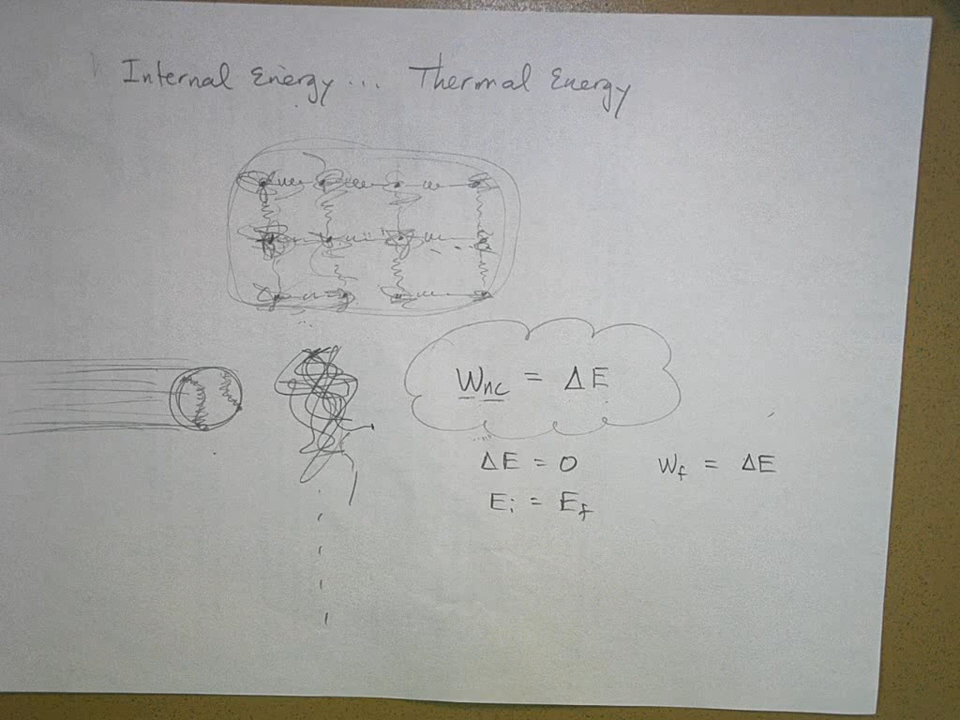 Internal Energy... Thermal Energy
Wnc = ΔE
ΔE = 0
Wf = ΔE
Ei = Ef